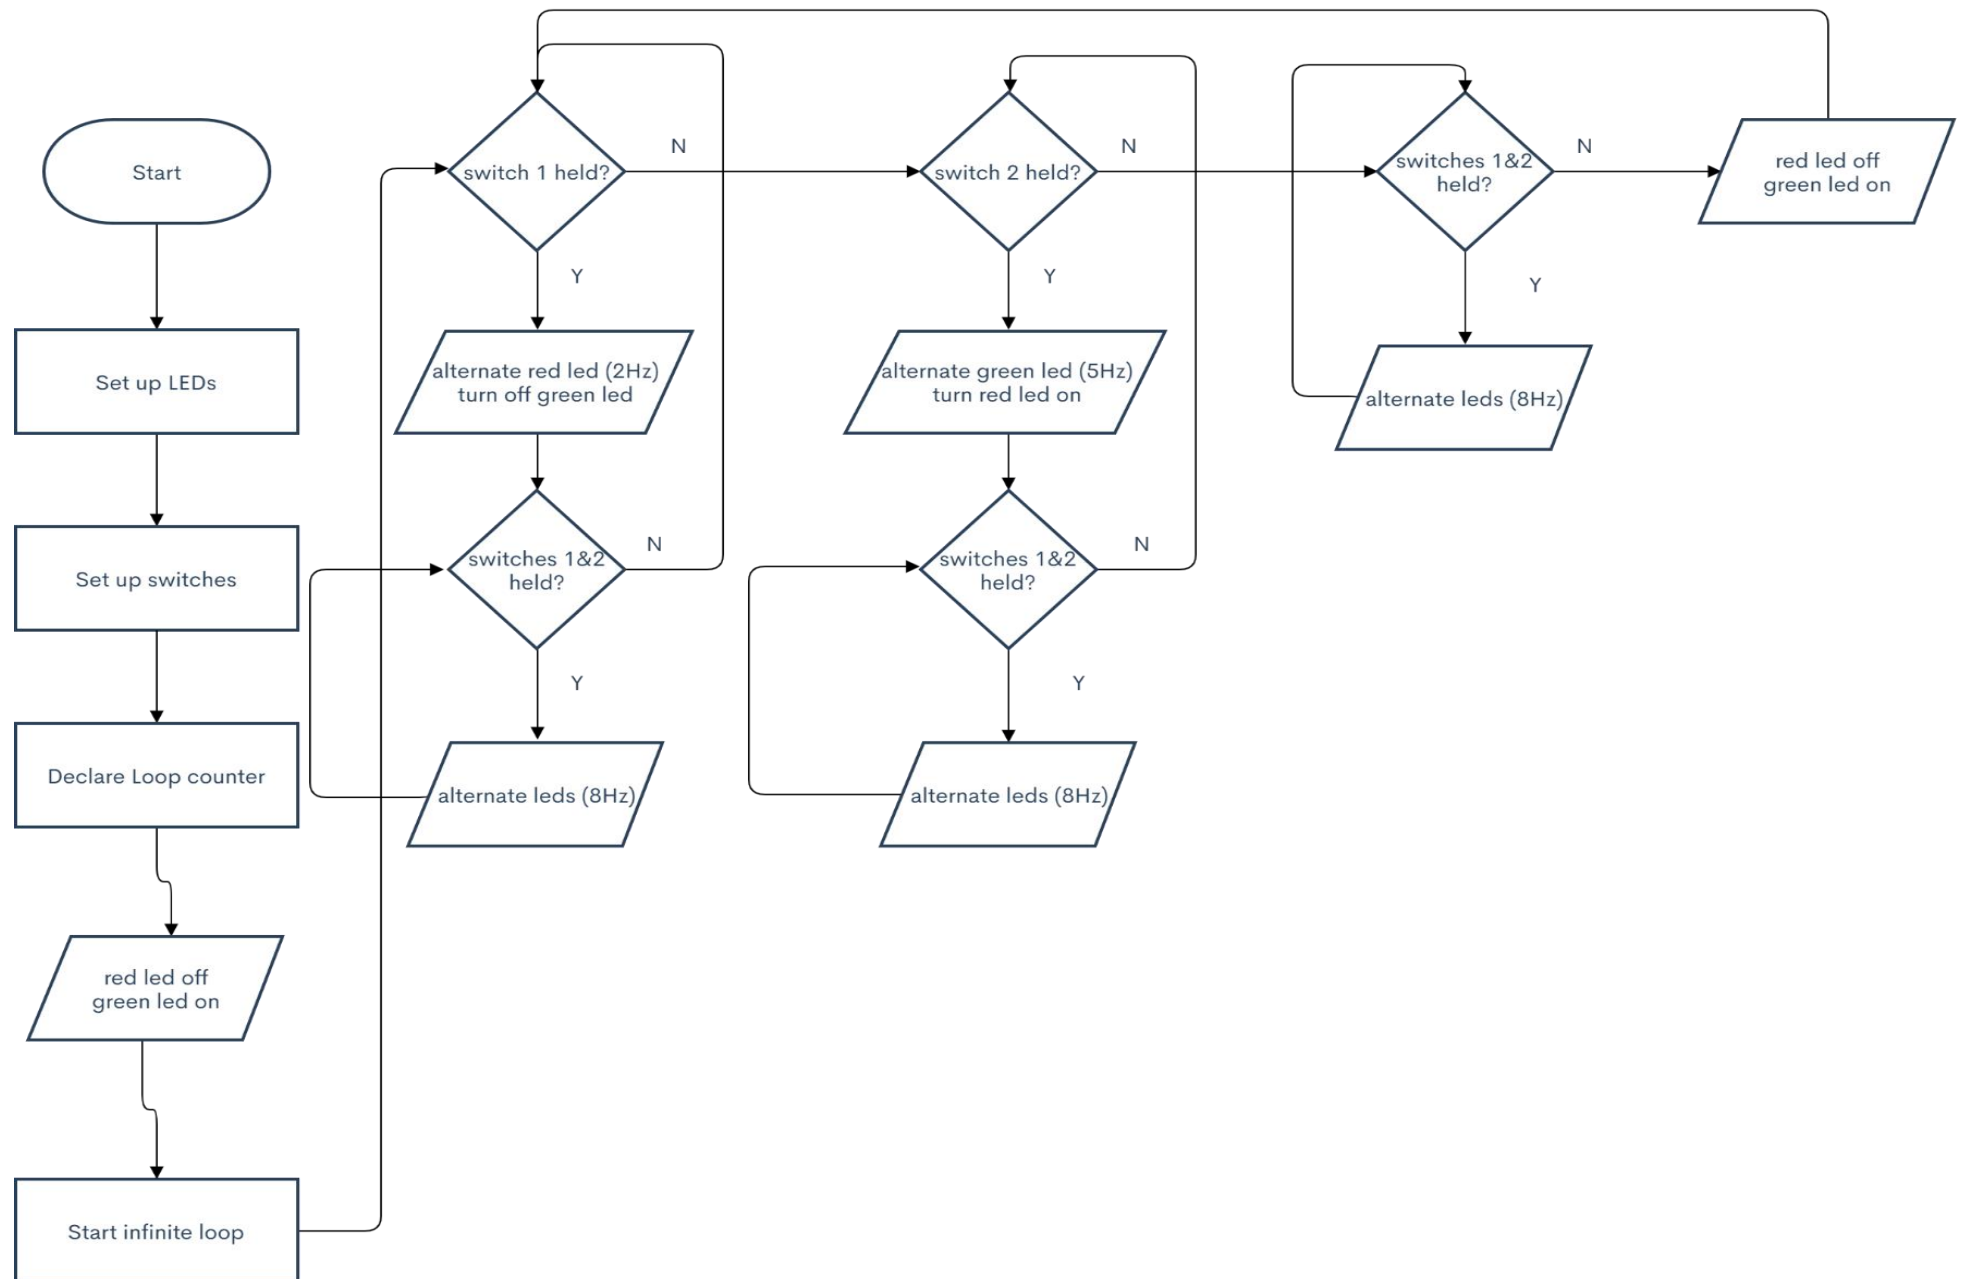 Start
Set up LEDs
Set up switches
Declare Loop counter
red led off
green led on
Start infinite loop
switch 1 held?
N
Y
alternate red led (2Hz)
turn off green led
switches 1&2
held?
N
Y
alternate leds (8Hz)
switch 2 held?
N
Y
alternate green led (5Hz)
turn red led on
switches 1&2
held?
N
Y
alternate leds (8Hz)
switches 1&2
held?
N
Y
alternate leds (8Hz)
red led off
green led on